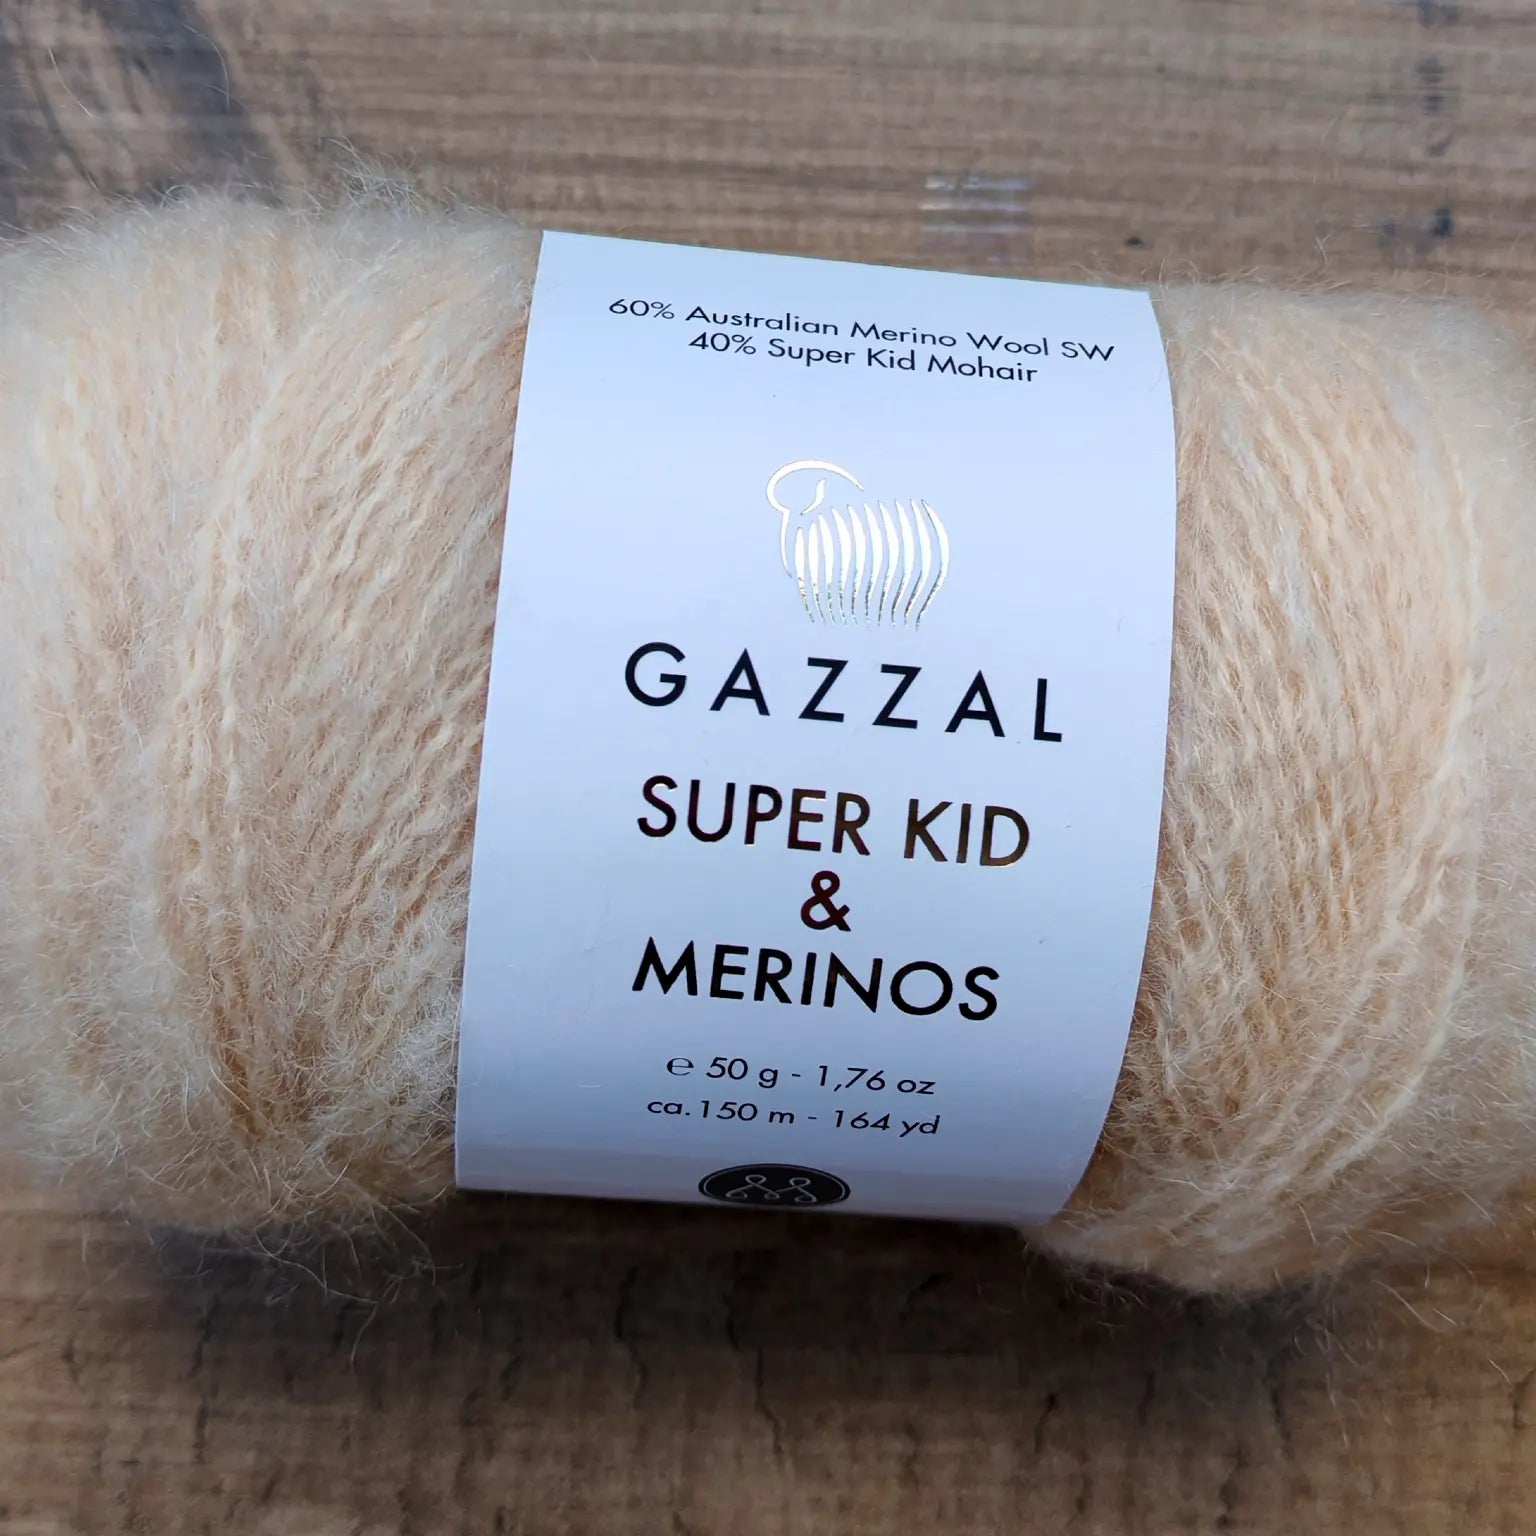 60% Australian Merino Wool SW
40% Super Kid Mohair
GAZZAL
SUPER KID
&
MERINOS
℮ 50 g - 1,76 oz
ca. 150 m - 164 yd